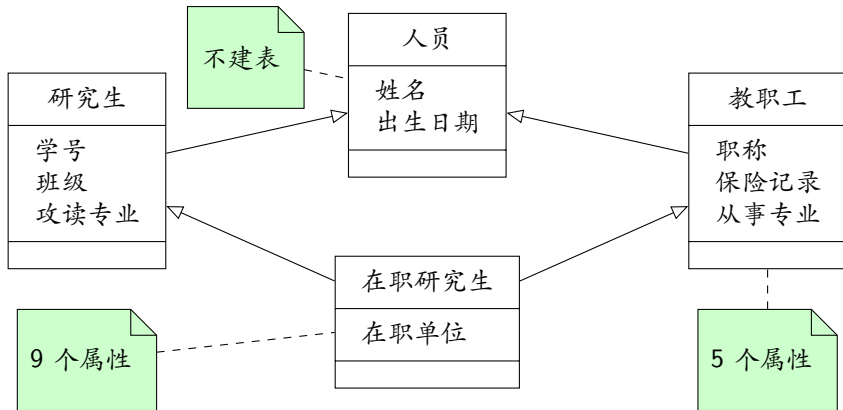 人员
不建表
姓名
出生日期
研究生
学号
班级
攻读专业
教职工
职称
保险记录
从事专业
在职研究生
在职单位
9 个属性
5 个属性